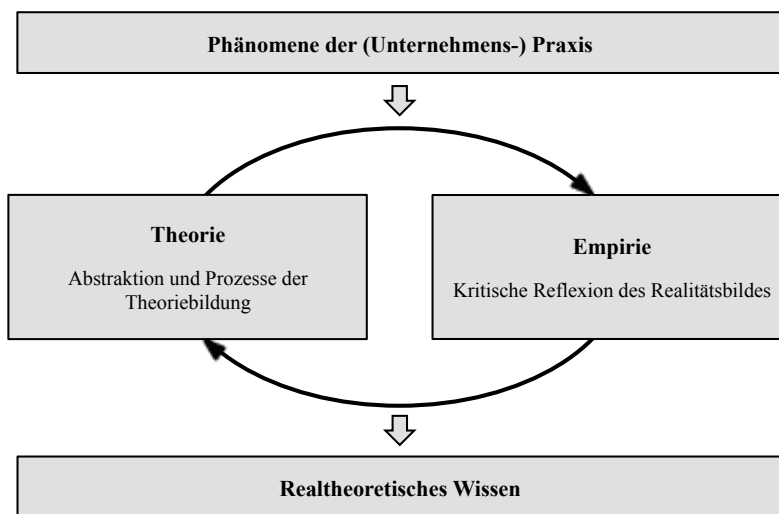 Phänomene der (Unternehmens-) Praxis
Theorie
Abstraktion und Prozesse der
Theoriebildung
Empirie
Kritische Reflexion des Realitätsbildes
Realtheoretisches Wissen